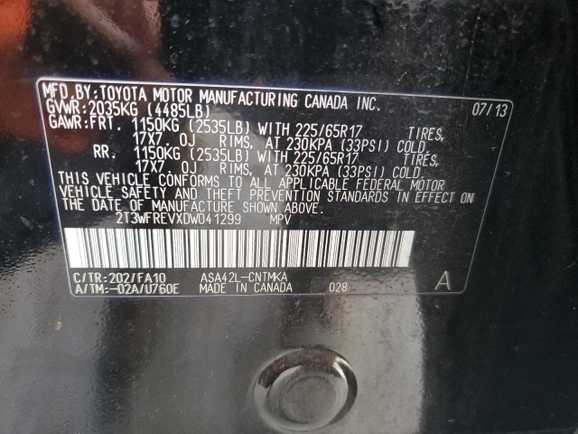 MFD.BY:TOYOTA MOTOR MANUFACTURING CANADA INC. 07/13
GVWR:2035KG (4485LB)
GAWR:FRT. 1150KG (2535LB) WITH 225/65R17 TIRES,
17X7 0J RIMS, AT 230KPA (33PSI) COLD.
RR. 1150KG (2535LB) WITH 225/65R17 TIRES,
17X7 0J RIMS, AT 230KPA (33PSI) COLD.
THIS VEHICLE CONFORMS TO ALL APPLICABLE FEDERAL MOTOR
VEHICLE SAFETY AND THEFT PREVENTION STANDARDS IN EFFECT ON
THE DATE OF MANUFACTURE SHOWN ABOVE.
2T3WFREVXDW041299 MPV
C/TR:202/FA10 ASA42L-CNTMKA A
A/TM:-02A/U760E MADE IN CANADA 028